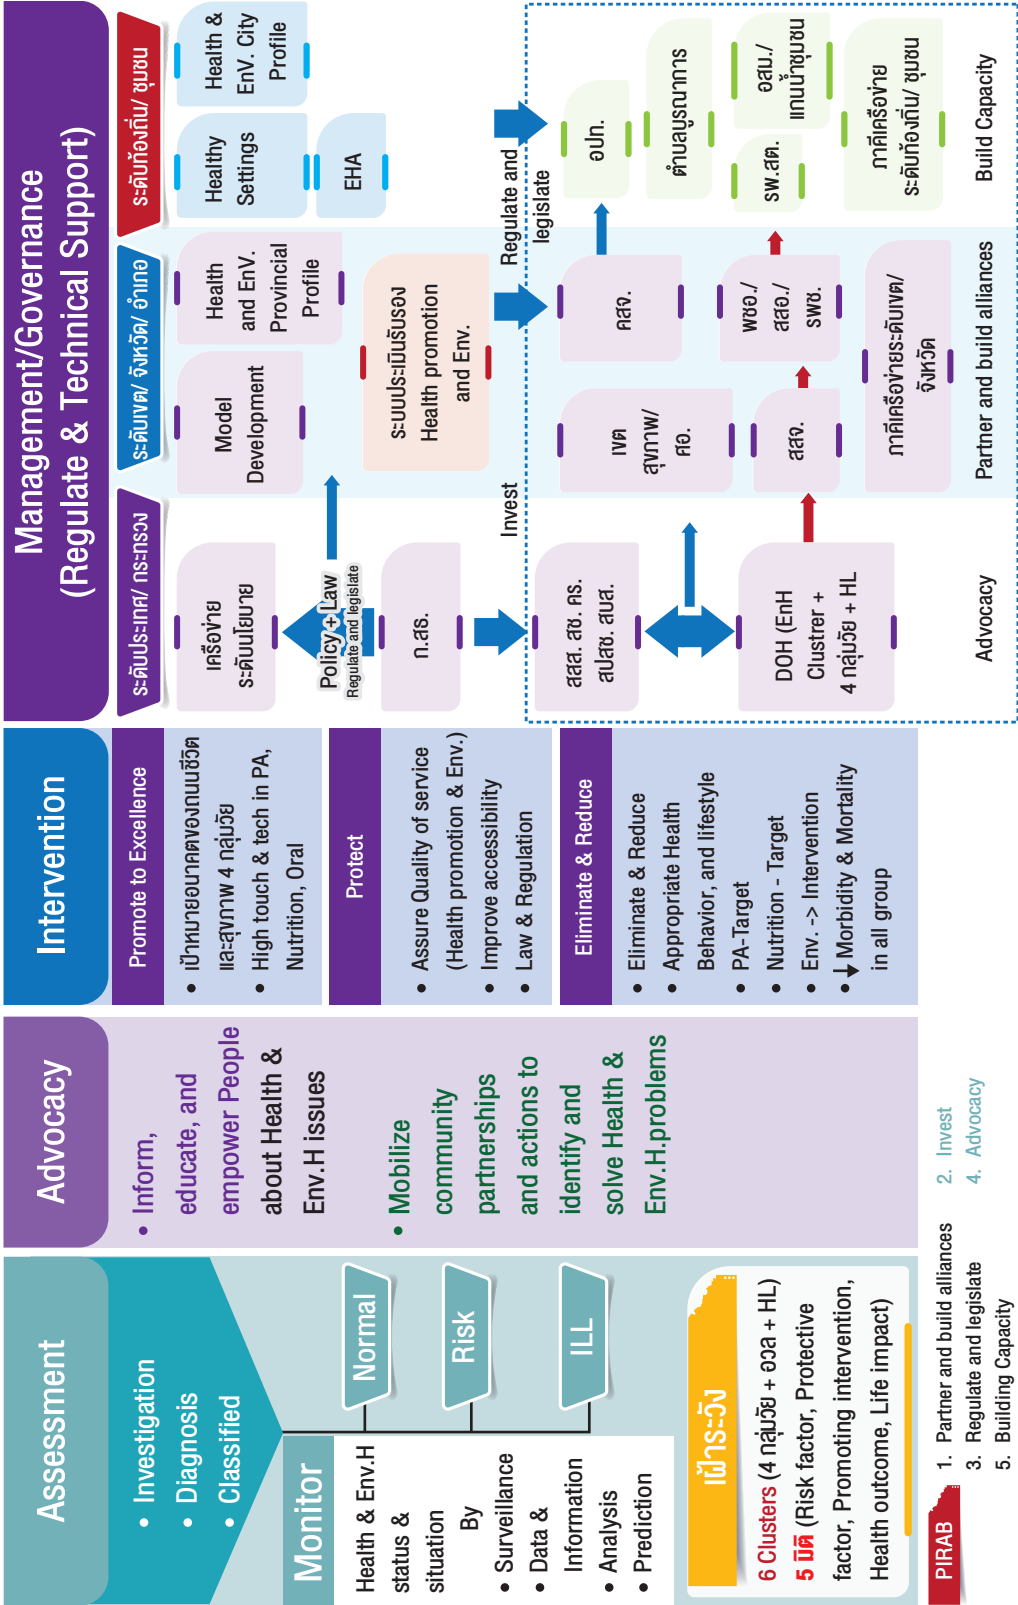 Assessment
• Investigation
• Diagnosis
• Classified
Monitor
Health & Env.H
status &
situation
By
• Surveillance
• Data &
Information
• Analysis
• Prediction
Normal
Risk
ILL
เฝ้าระวัง
6 Clusters (4 กลุ่มวัย + อวล + HL)
5 มิติ (Risk factor, Protective
factor, Promoting intervention,
Health outcome, Life impact)
Advocacy
• Inform,
educate, and
empower People
about Health &
Env.H issues
• Mobilize
community
partnerships
and actions to
identify and
solve Health &
Env.H.problems
Intervention
Promote to Excellence
• เป้าหมายอนาคตของคนชีวิต
และสุขภาพ 4 กลุ่มวัย
• High touch & tech in PA,
Nutrition, Oral
Protect
• Assure Quality of service
(Health promotion & Env.)
• Improve accessibility
• Law & Regulation
Eliminate & Reduce
• Eliminate & Reduce
• Appropriate Health
Behavior, and lifestyle
• PA-Target
• Nutrition - Target
• Env. -> Intervention
• ↓ Morbidity & Mortality
in all group
Management/Governance
(Regulate & Technical Support)
ระดับประเทศ/ กระทรวง
ระดับเขต/ จังหวัด/ อำเภอ
ระดับท้องถิ่น/ ชุมชน
เครือข่าย
ระดับนโยบาย
Policy + Law
Regulate and legislate
ก.สธ.
Model
Development
Health
and EnV.
Provincial
Profile
ระบบประเมินรับรอง
Health promotion
and Env.
Healthy
Settings
Health &
EnV. City
Profile
EHA
Invest
Regulate and
legislate
สสส. สช. คร.
สปสช. สบส.
DOH (EnH
Clustrer +
4 กลุ่มวัย + HL
Advocacy
เขต
สุขภาพ/
ศอ.
คสจ.
สสจ.
พชอ./
สสอ./
รพช.
ภาคีเครือข่ายระดับเขต/
จังหวัด
Partner and build alliances
อปท.
ตำบลบูรณาการ
รพ.สต.
อสม./
แกนนำชุมชน
ภาคีเครือข่าย
ระดับท้องถิ่น/ ชุมชน
Build Capacity
PIRAB
1. Partner and build alliances
2. Invest
3. Regulate and legislate
4. Advocacy
5. Building Capacity